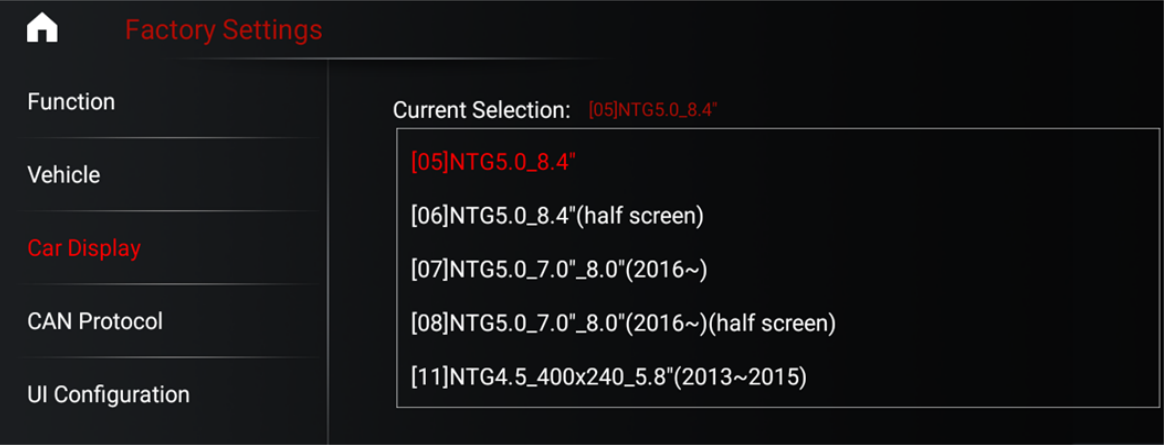 Factory Settings
Function
Vehicle
Car Display
CAN Protocol
UI Configuration
Current Selection: [05]NTG5.0_8.4"
[05]NTG5.0_8.4"
[06]NTG5.0_8.4"(half screen)
[07]NTG5.0_7.0"_8.0"(2016~)
[08]NTG5.0_7.0"_8.0"(2016~)(half screen)
[11]NTG4.5_400x240_5.8"(2013~2015)